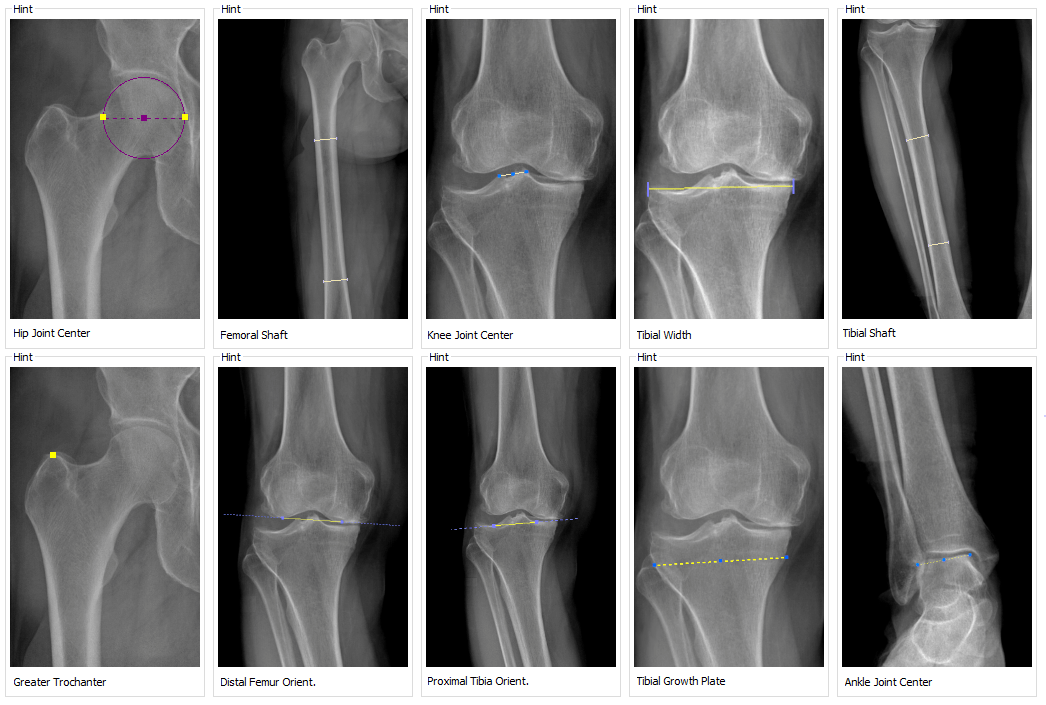 Hint
Hint
Hint
Hint
Hint
Hip Joint Center
Femoral Shaft
Knee Joint Center
Tibial Width
Tibial Shaft
Hint
Hint
Hint
Hint
Hint
Greater Trochanter
Distal Femur Orient.
Proximal Tibia Orient.
Tibial Growth Plate
Ankle Joint Center